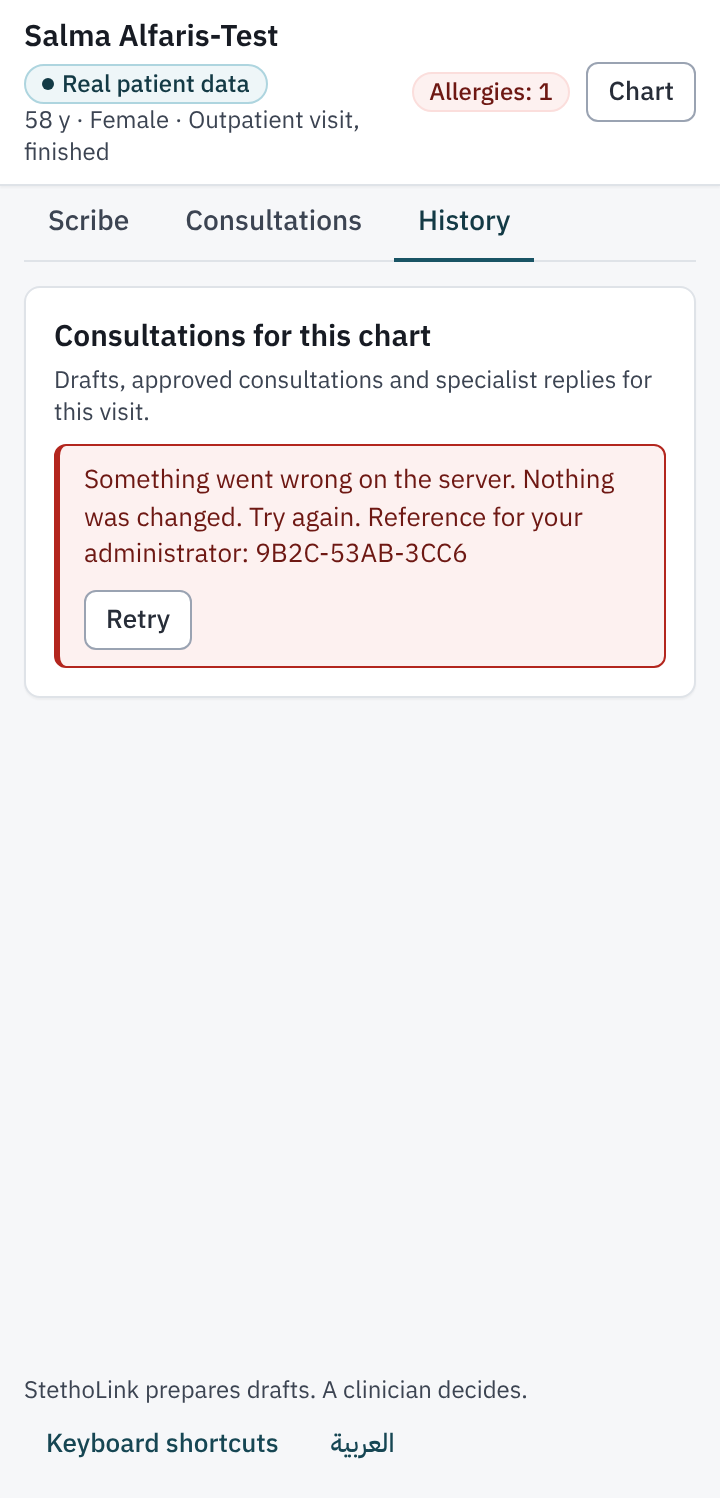 Salma Alfaris-Test
Real patient data
58 y · Female · Outpatient visit,
finished
Allergies: 1
Chart
Scribe
Consultations
History
Consultations for this chart
Drafts, approved consultations and specialist replies for
this visit.
Something went wrong on the server. Nothing
was changed. Try again. Reference for your
administrator: 9B2C-53AB-3CC6
Retry
StethoLink prepares drafts. A clinician decides.
Keyboard shortcuts
العربية